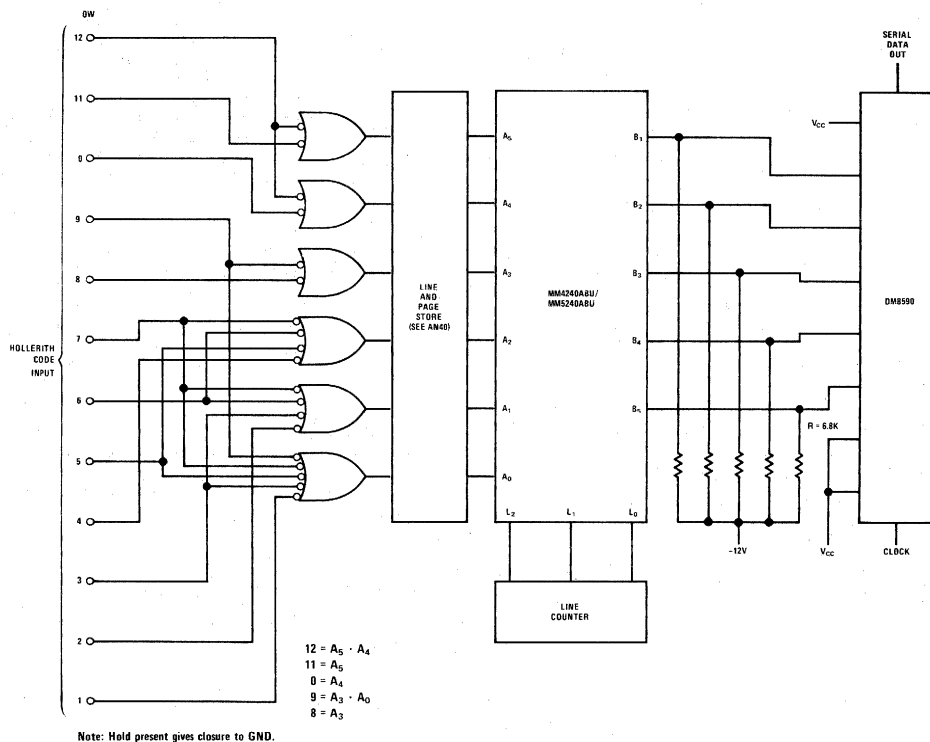 0W
12
11
0
9
8
7
HOLLERITH
CODE
INPUT
6
5
4
3
2
1
LINE
AND
PAGE
STORE
(SEE AN40)
A5
A4
A3
A2
A1
A0
MM4240ABU/
MM5240ABU
B1
B2
B3
B4
B5
L2
L1
L0
LINE
COUNTER
R = 6.8K
-12V
SERIAL
DATA
OUT
VCC
DM8590
VCC
CLOCK
12 = A5 · A4
11 = A5
0 = A4
9 = A3 · A0
8 = A3
Note: Hold present gives closure to GND.